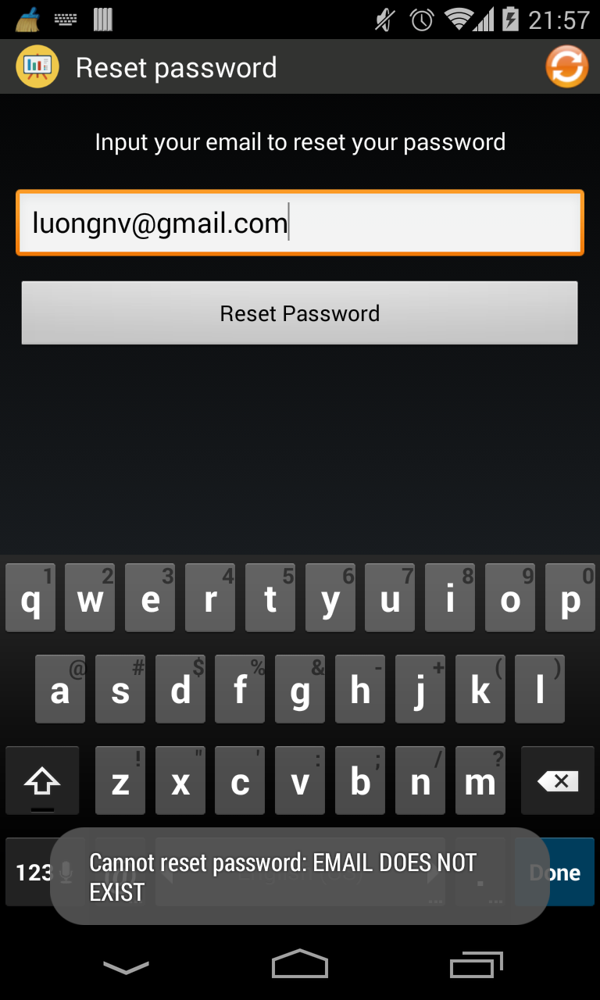 21:57
Reset password
Input your email to reset your password
luongnv@gmail.com
Reset Password
1 2 3 4 5 6 7 8 9 0
q w e r t y u i o p
@ # $ % & - + ( )
a s d f g h j k l
! " ' : ; / ?
z x c v b n m
Cannot reset password: EMAIL DOES NOT
EXIST
123 @ English (US) . Done